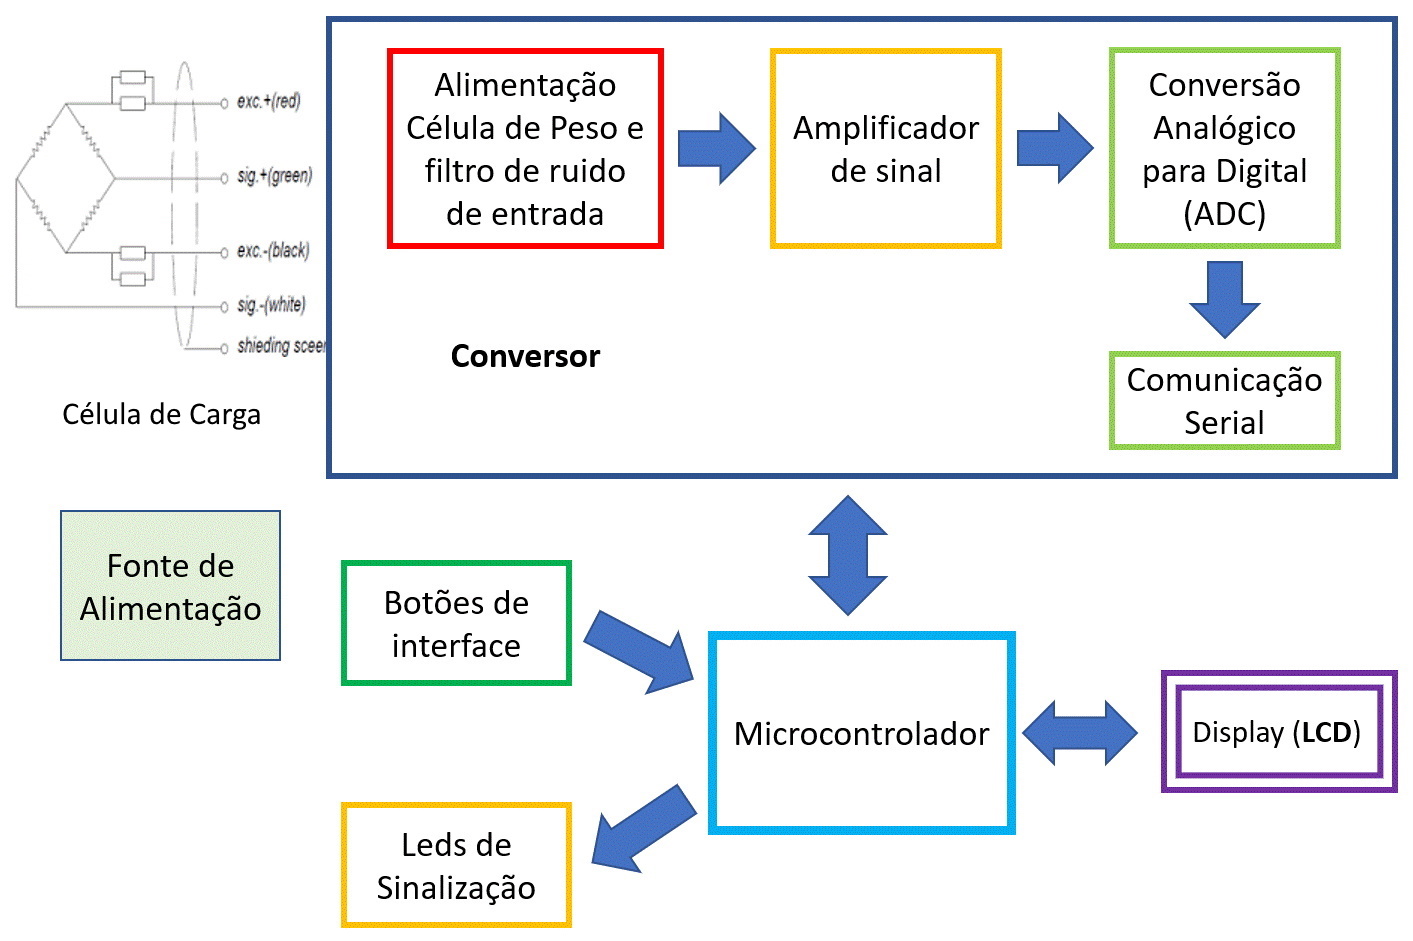 exc.+(red)
sig.+(green)
exc.-(black)
sig.-(white)
shieding sceer
Célula de Carga
Alimentação
Célula de Peso e
filtro de ruido
de entrada
Amplificador
de sinal
Conversão
Analógico
para Digital
(ADC)
Conversor
Comunicação
Serial
Fonte de
Alimentação
Botões de
interface
Microcontrolador
Display (LCD)
Leds de
Sinalização